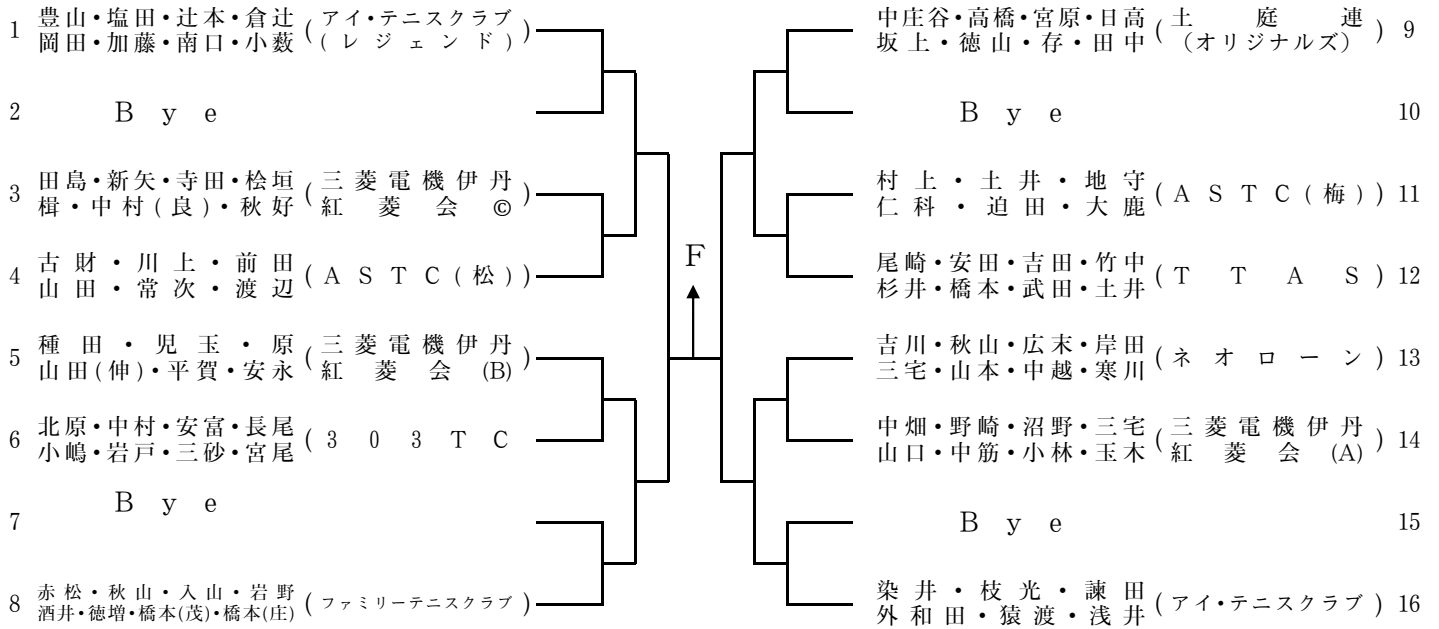 1 豊山・塩田・辻本・倉辻 (アイ・テニスクラブ
岡田・加藤・南口・小薮 (レジェンド))
2 Bye
3 田島・新矢・寺田・桧垣 (三菱電機伊丹
楫・中村(良)・秋好 紅菱会 ©)
4 古財・川上・前田
山田・常次・渡辺 (ASTC(松))
5 種田・児玉・原 (三菱電機伊丹
山田(伸)・平賀・安永 紅菱会 (B))
6 北原・中村・安富・長尾
小嶋・岩戸・三砂・宮尾 (303TC
7 Bye
8 赤松・秋山・入山・岩野
酒井・徳増・橋本(茂)・橋本(庄) (ファミリーテニスクラブ)
F
中庄谷・高橋・宮原・日高 (土庭連
坂上・徳山・存・田中 (オリジナルズ)) 9
Bye 10
村上・土井・地守
仁科・迫田・大鹿 (ASTC(梅)) 11
尾崎・安田・吉田・竹中
杉井・橋本・武田・土井 (TTAS) 12
吉川・秋山・広末・岸田
三宅・山本・中越・寒川 (ネオローン) 13
中畑・野崎・沼野・三宅 (三菱電機伊丹
山口・中筋・小林・玉木 紅菱会 (A)) 14
Bye 15
染井・枝光・諫田
外和田・猿渡・浅井 (アイ・テニスクラブ) 16